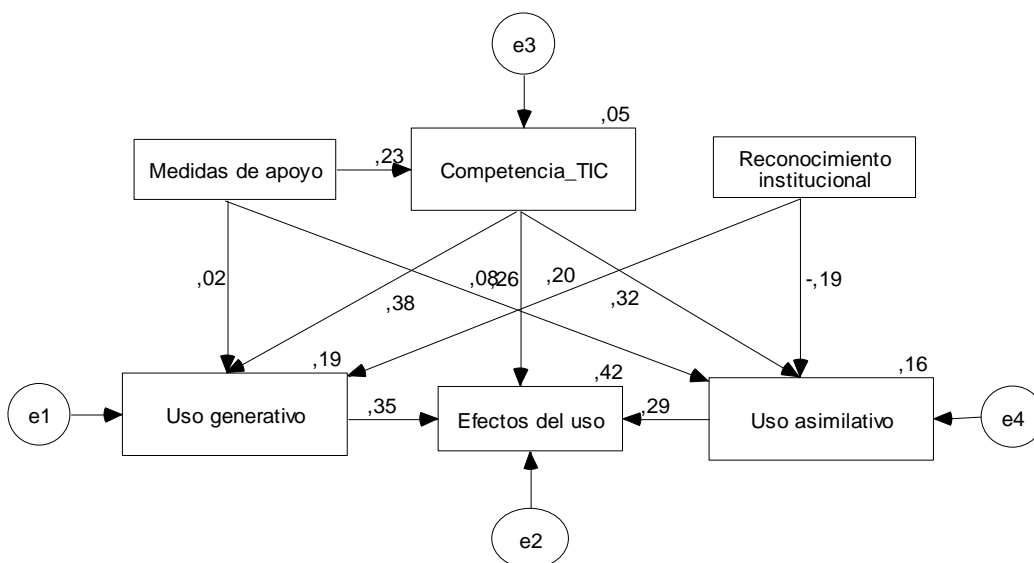 e3
,05
Medidas de apoyo
,23
Competencia_TIC
Reconocimiento
institucional
,02
,38
,08
,26
,20
,32
-,19
,19
,42
,16
e1
Uso generativo
,35
Efectos del uso
,29
Uso asimilativo
e4
e2